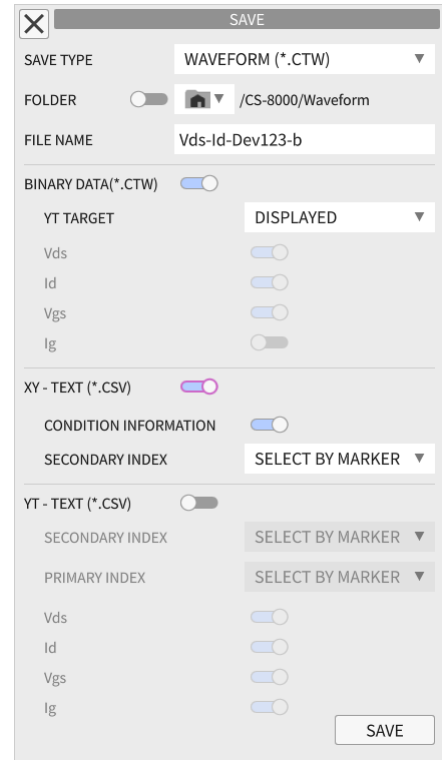 SAVE
SAVE TYPE WAVEFORM (*.CTW)
FOLDER /CS-8000/Waveform
FILE NAME Vds-Id-Dev123-b
BINARY DATA(*.CTW)
YT TARGET DISPLAYED
Vds
Id
Vgs
Ig
XY - TEXT (*.CSV)
CONDITION INFORMATION
SECONDARY INDEX SELECT BY MARKER
YT - TEXT (*.CSV)
SECONDARY INDEX SELECT BY MARKER
PRIMARY INDEX SELECT BY MARKER
Vds
Id
Vgs
Ig
SAVE